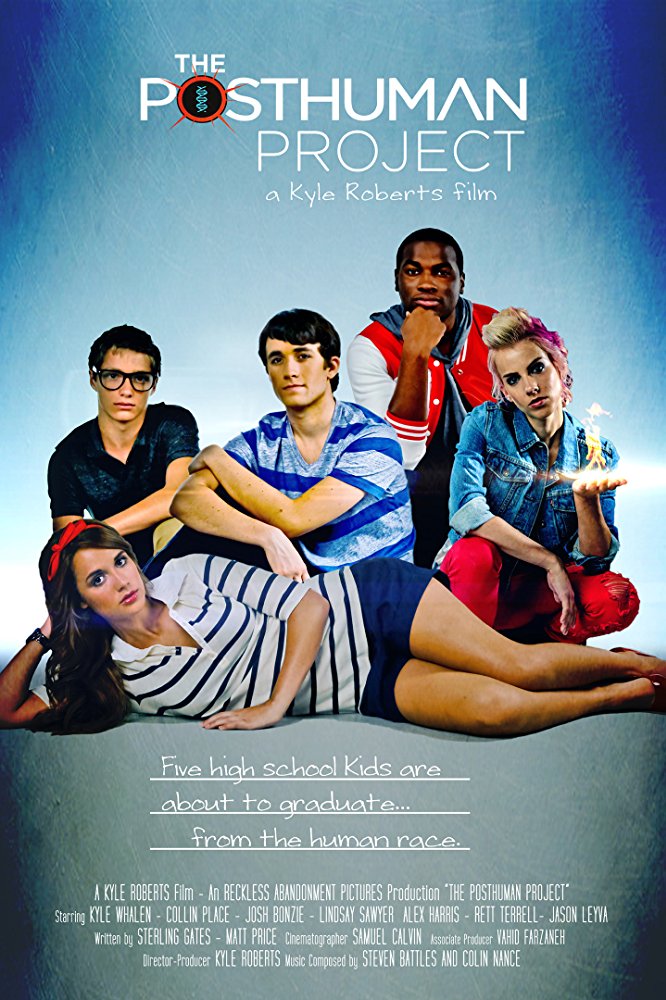 THE
POSTHUMAN
PROJECT
a Kyle Roberts film
Five high school kids are
about to graduate...
from the human race.
A KYLE ROBERTS Film - An RECKLESS ABANDONMENT PICTURES Production "THE POSTHUMAN PROJECT"
Starring KYLE WHALEN - COLLIN PLACE - JOSH BONZIE - LINDSAY SAWYER ALEX HARRIS - RETT TERRELL- JASON LEYVA
Written by STERLING GATES - MATT PRICE Cinematographer SAMUEL CALVIN Associate Producer VAHID FARZANEH
Director-Producer KYLE ROBERTS Music Composed by STEVEN BATTLES AND COLIN NANCE